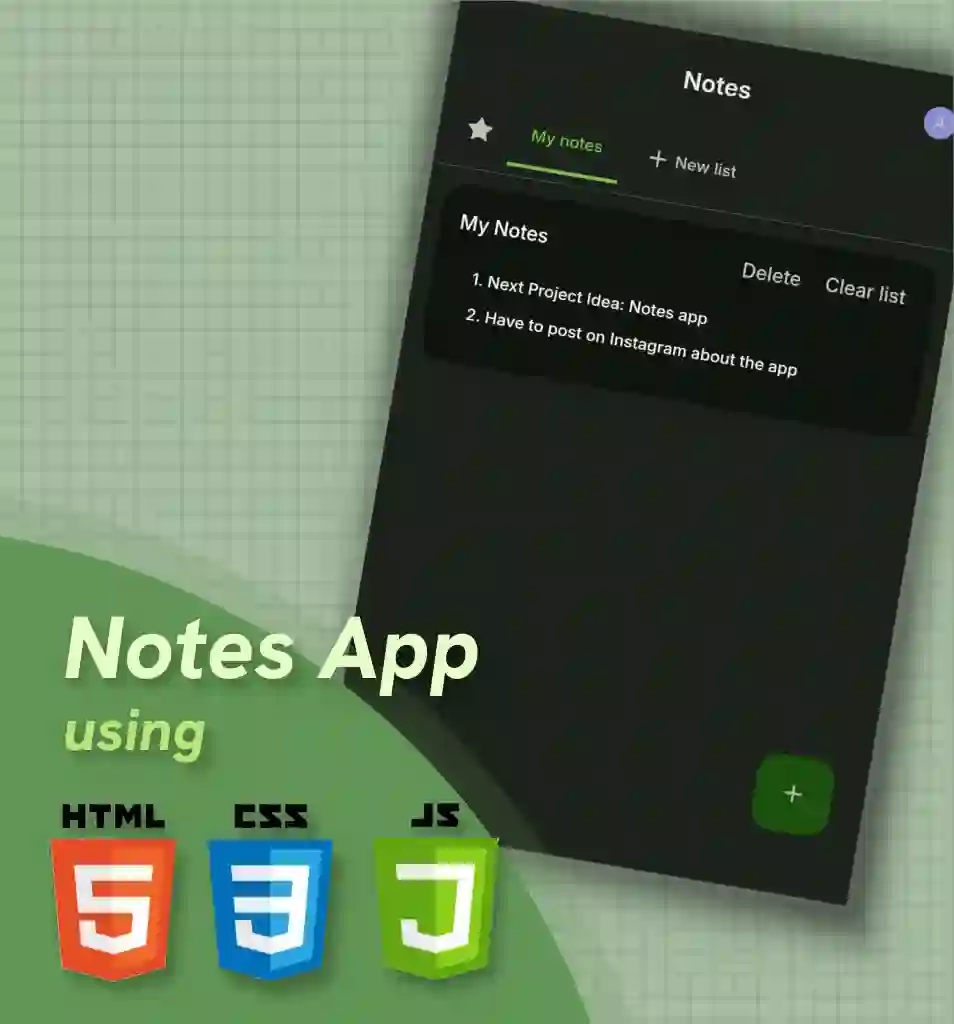 Notes
A
My notes
+ New list
My Notes
Delete Clear list
1. Next Project Idea: Notes app
2. Have to post on Instagram about the app
+
Notes App
using
HTML CSS JS
5 3 J